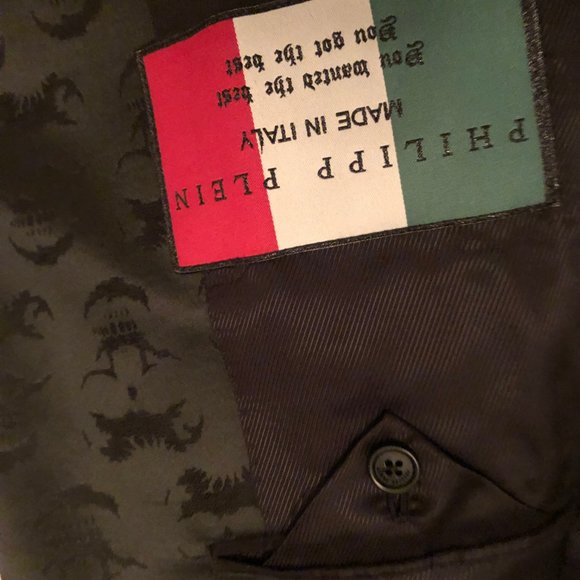 PHILIPP PLEIN
MADE IN ITALY
You wanted the best
You got the best